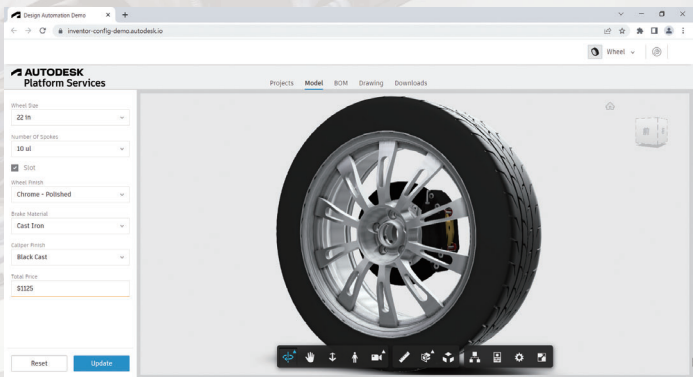 Design Automation Demo
inventor-config-demo.autodesk.io
Wheel
AUTODESK
Platform Services
Projects Model BOM Drawing Downloads
Wheel Size
22 in
Number Of Spokes
10 ul
Slot
Wheel Finish
Chrome - Polished
Brake Material
Cast Iron
Caliper Finish
Black Cast
Total Price
$1125
Reset Update